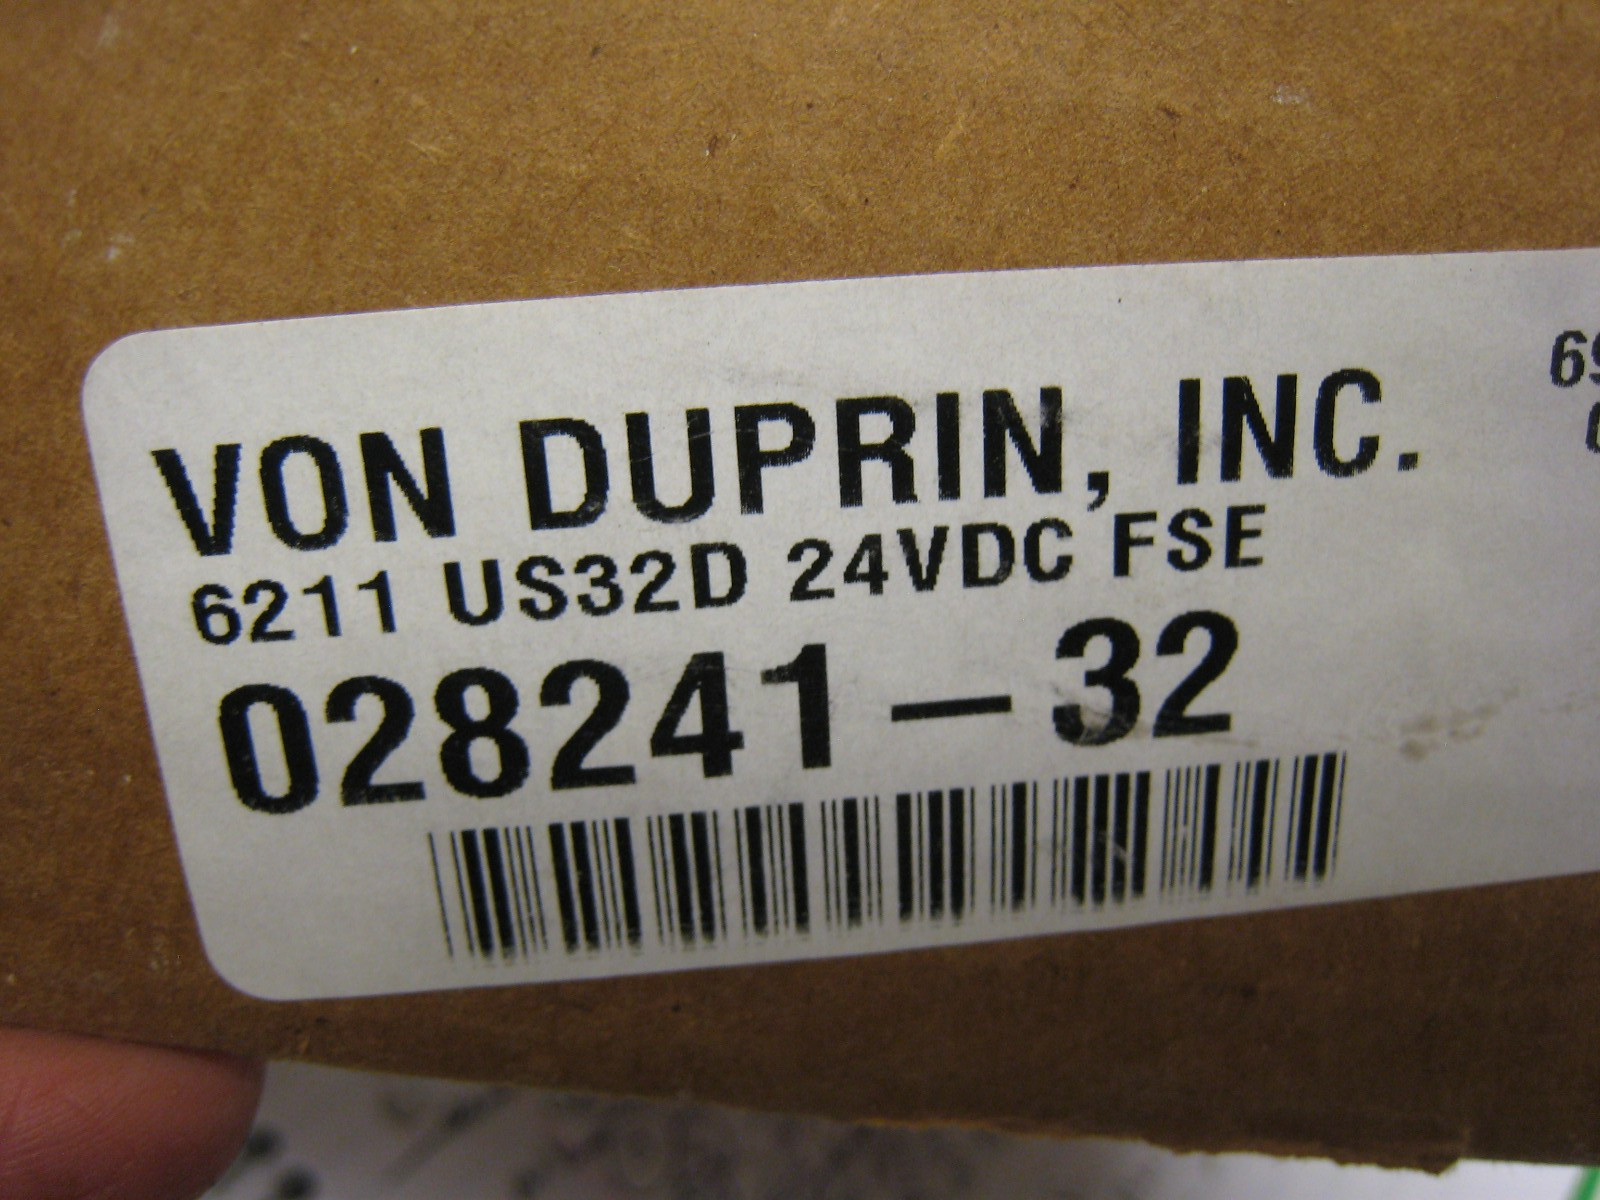 VON DUPRIN, INC.
6211 US32D 24VDC FSE
028241-32